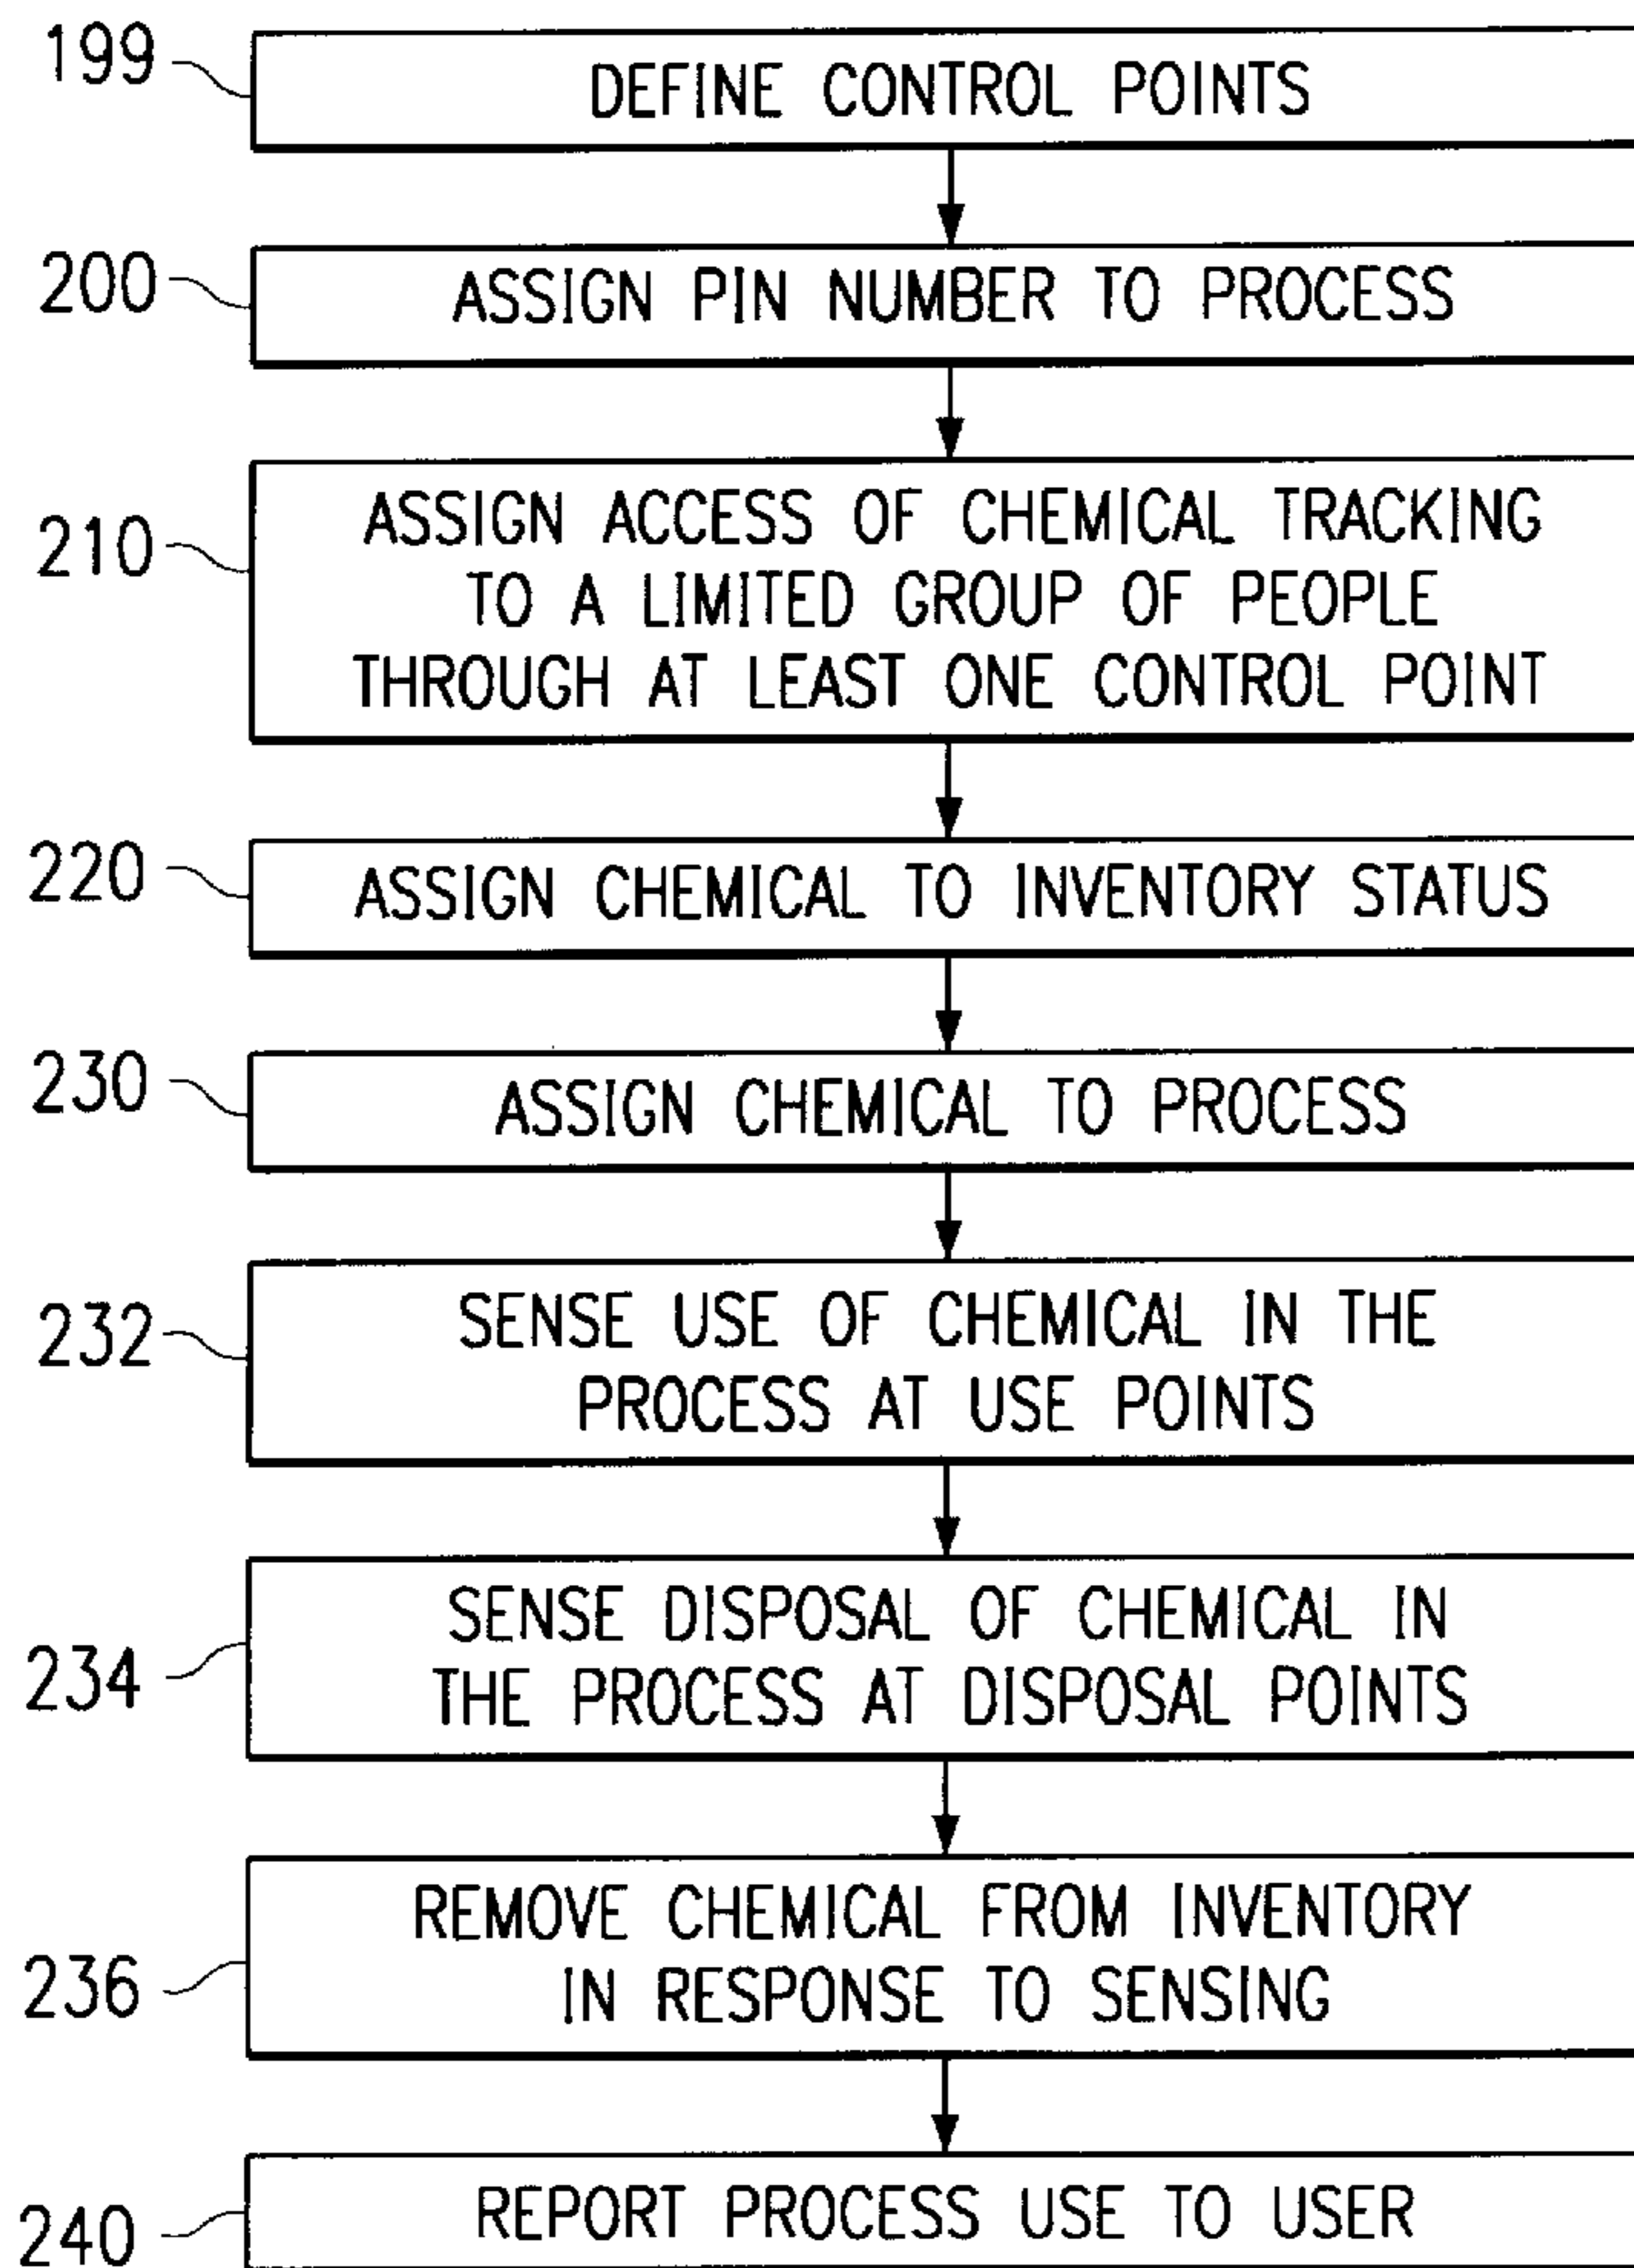 199
DEFINE CONTROL POINTS
200
ASSIGN PIN NUMBER TO PROCESS
210
ASSIGN ACCESS OF CHEMICAL TRACKING
TO A LIMITED GROUP OF PEOPLE
THROUGH AT LEAST ONE CONTROL POINT
220
ASSIGN CHEMICAL TO INVENTORY STATUS
230
ASSIGN CHEMICAL TO PROCESS
232
SENSE USE OF CHEMICAL IN THE
PROCESS AT USE POINTS
234
SENSE DISPOSAL OF CHEMICAL IN
THE PROCESS AT DISPOSAL POINTS
236
REMOVE CHEMICAL FROM INVENTORY
IN RESPONSE TO SENSING
240
REPORT PROCESS USE TO USER